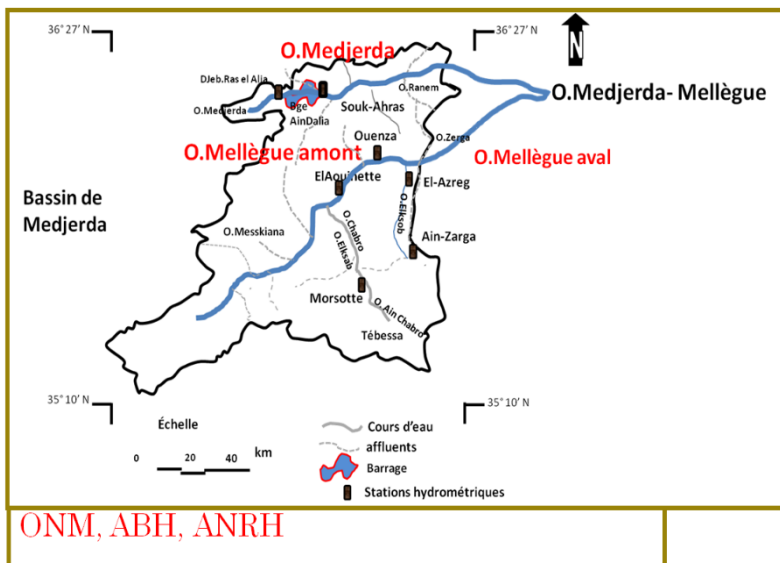 36° 27’ N
36° 27’ N
N
O.Medjerda
DJeb.Ras el Alia
O.Ranem
O.Medjerda
Bge
AinDalia
Souk-Ahras
O.Medjerda- Mellègue
Ouenza
O.Zerga
O.Mellègue amont
O.Mellègue aval
ElAouinette
El-Azreg
Bassin de
Medjerda
O.Elksob
O.Chabro
O.Elksab
Ain-Zarga
O.Messkiana
Morsotte
O.Ain Chabro
Tébessa
35° 10’ N
35° 10’ N
Échelle
0 20 40 km
Cours d’eau
affluents
Barrage
Stations hydrométriques
ONM, ABH, ANRH